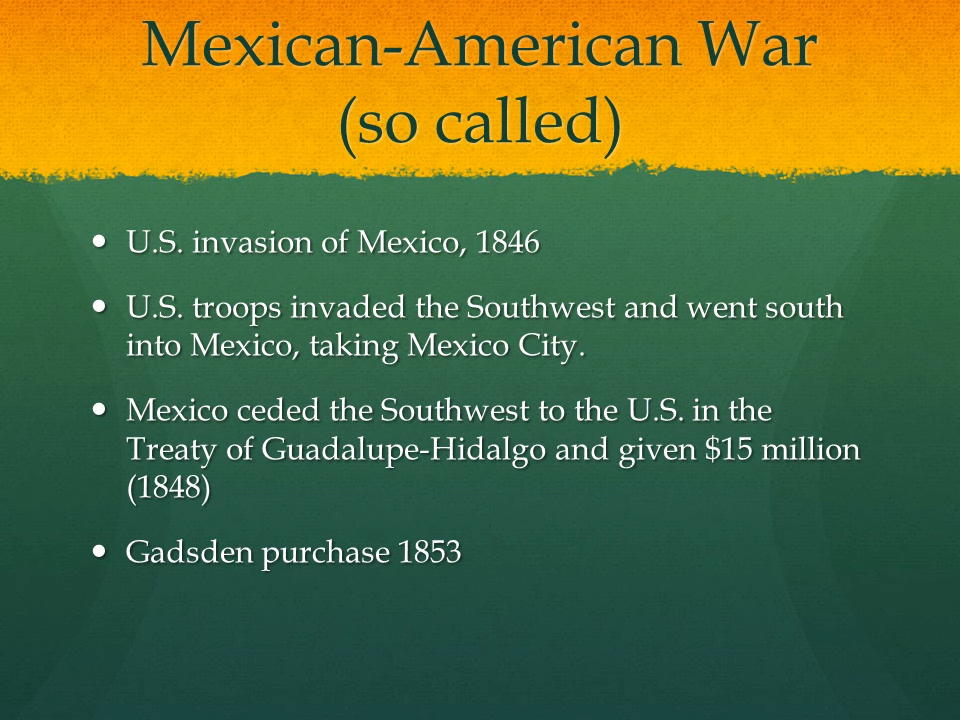 Mexican-American War
(so called)
• U.S. invasion of Mexico, 1846
• U.S. troops invaded the Southwest and went south
into Mexico, taking Mexico City.
• Mexico ceded the Southwest to the U.S. in the
Treaty of Guadalupe-Hidalgo and given $15 million
(1848)
• Gadsden purchase 1853